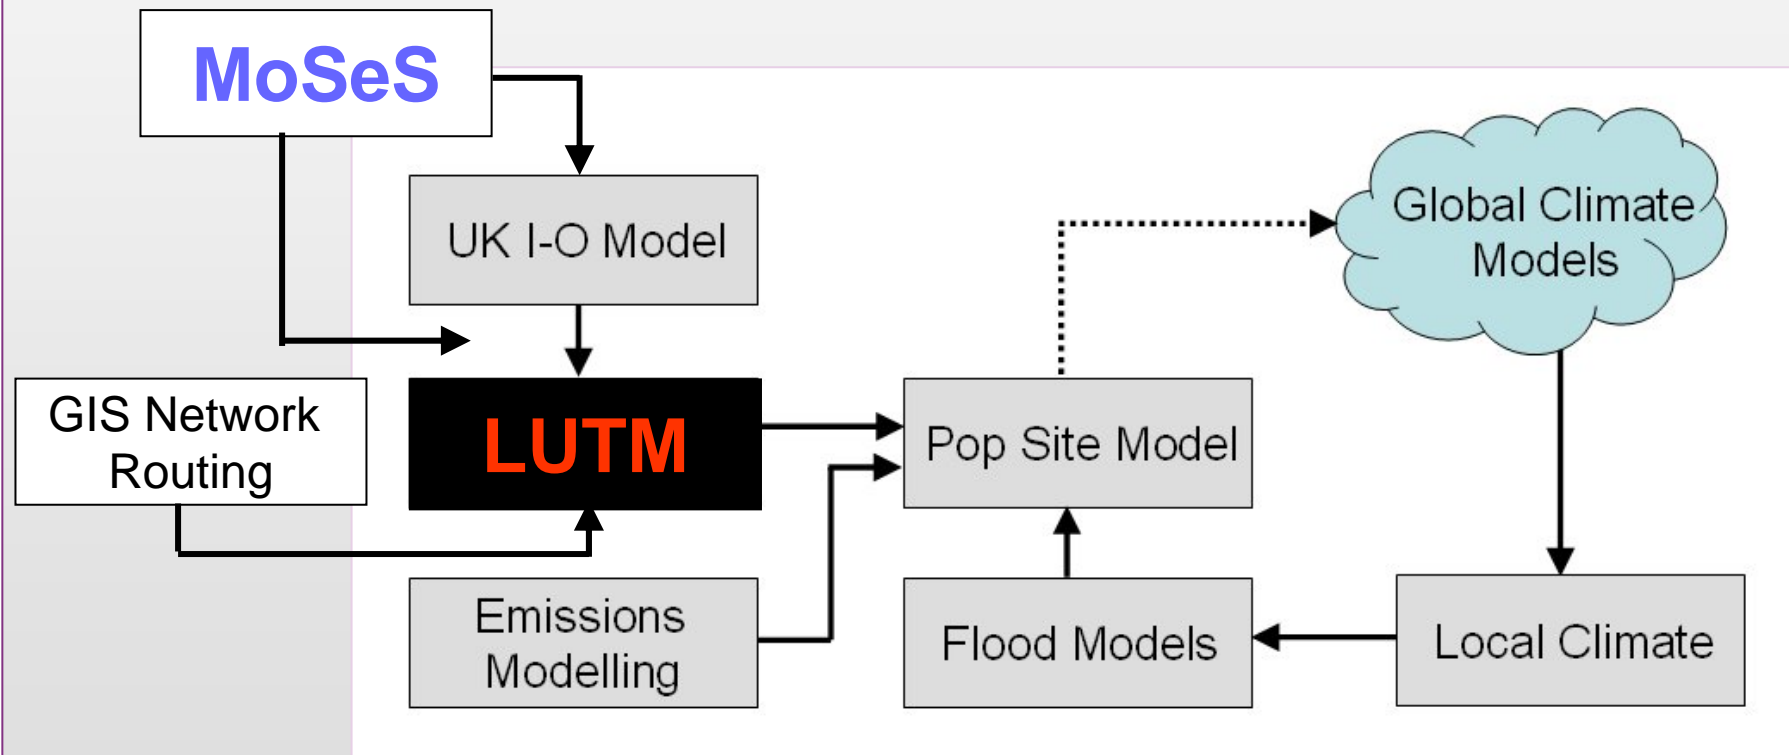 MoSeS
UK I-O Model
Global Climate
Models
GIS Network
Routing
LUTM
Pop Site Model
Emissions
Modelling
Flood Models
Local Climate